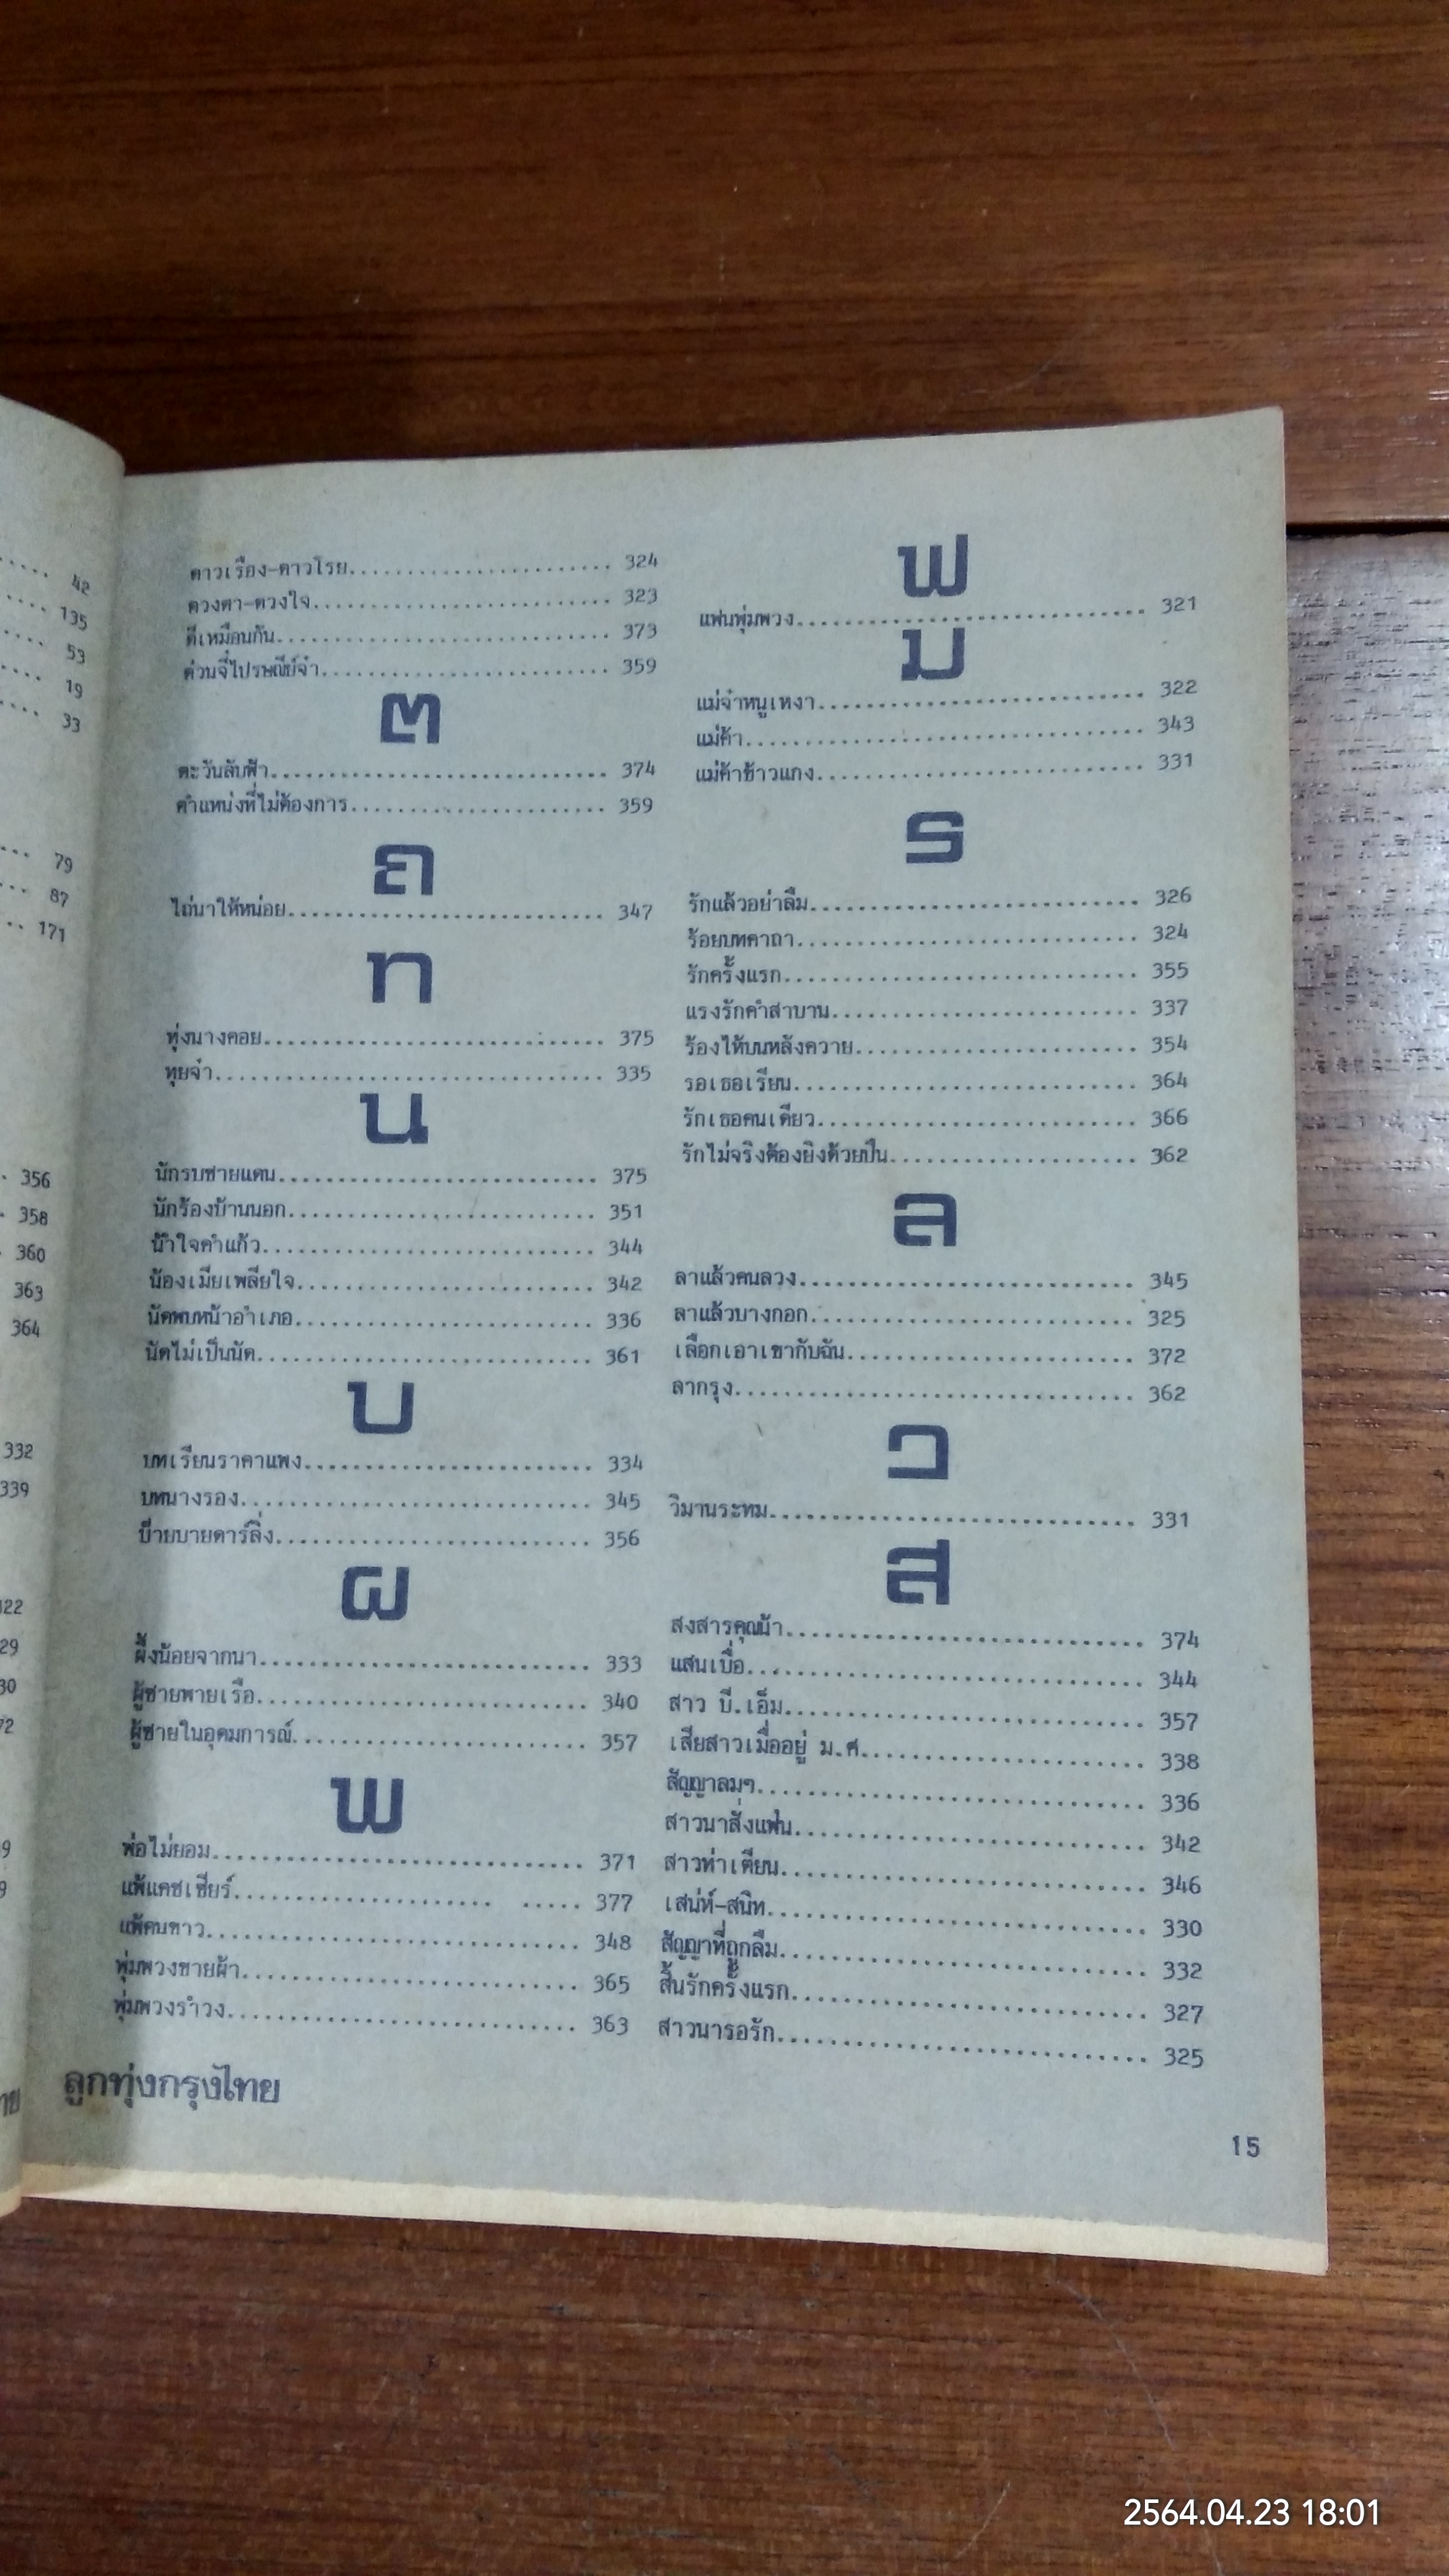 42
135
53
19
33
79
87
171
356
358
360
363
364
332
339
ดาวเรือง-ดาวโรย 324
ดวงตา-ดวงใจ 323
ดีเหมือนกัน 373
ด่วนจี๋ไปรษณีย์จ๋า 359
ต
ตะวันลับฟ้า 374
ตำแหน่งที่ไม่ต้องการ 359
ถ
ไถ่นาให้หน่อย 347
ท
ทุ่งนางคอย 375
ทุยจ๋า 335
น
นักรบชายแดน 375
นักร้องบ้านนอก 351
น้ำใจคำแก้ว 344
น้องเมียเพลียใจ 342
นัดพบหน้าอำเภอ 336
นัดไม่เป็นนัด 361
บ
บทเรียนราคาแพง 334
บทนางรอง 345
บ๊ายบายดาร์ลิ่ง 356
ผ
ผึ้งน้อยจากนา 333
ผู้ชายพายเรือ 340
ผู้ชายในอุดมการณ์ 357
พ
พ่อไม่ยอม 371
แพ้แคชเชียร์ 377
แพ้คนขาว 348
พุ่มพวงขายผ้า 365
พุ่มพวงรำวง 363
ฟ
แฟนพุ่มพวง 321
ม
แม่จ๋าหนูเหงา 322
แม่ค้า 343
แม่ค้าข้าวแกง 331
ร
รักแล้วอย่าลืม 326
ร้อยบทคาถา 324
รักครั้งแรก 355
แรงรักคำสาบาน 337
ร้องไห้บนหลังควาย 354
รอเธอเรียน 364
รักเธอคนเดียว 366
รักไม่จริงต้องยิงด้วยปืน 362
ล
ลาแล้วคนลวง 345
ลาแล้วบางกอก 325
เลือกเอาเขากับฉัน 372
ลากรุง 362
ว
วิมานระทม 331
ส
สงสารคุณน้า 374
แสนเบื่อ 344
สาว บี.เอ็ม 357
เสียสาวเมื่ออยู่ ม.ศ. 338
สัญญาลมๆ 336
สาวนาสั่งแฟน 342
สาวท่าเตียน 346
เสน่ห์-สนิท 330
สัญญาที่ถูกลืม 332
สิ้นรักครั้งแรก 327
สาวนารอรัก 325
ลูกทุ่งกรุงไทย
15
2564.04.23 18:01